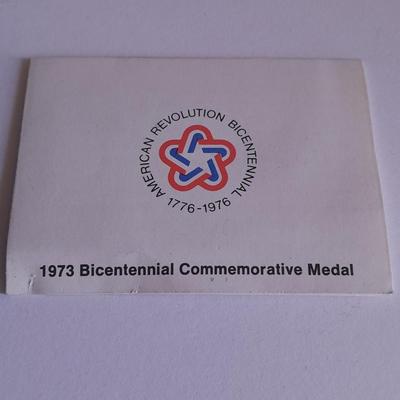 AMERICAN REVOLUTION BICENTENNIAL
1776-1976
1973 Bicentennial Commemorative Medal